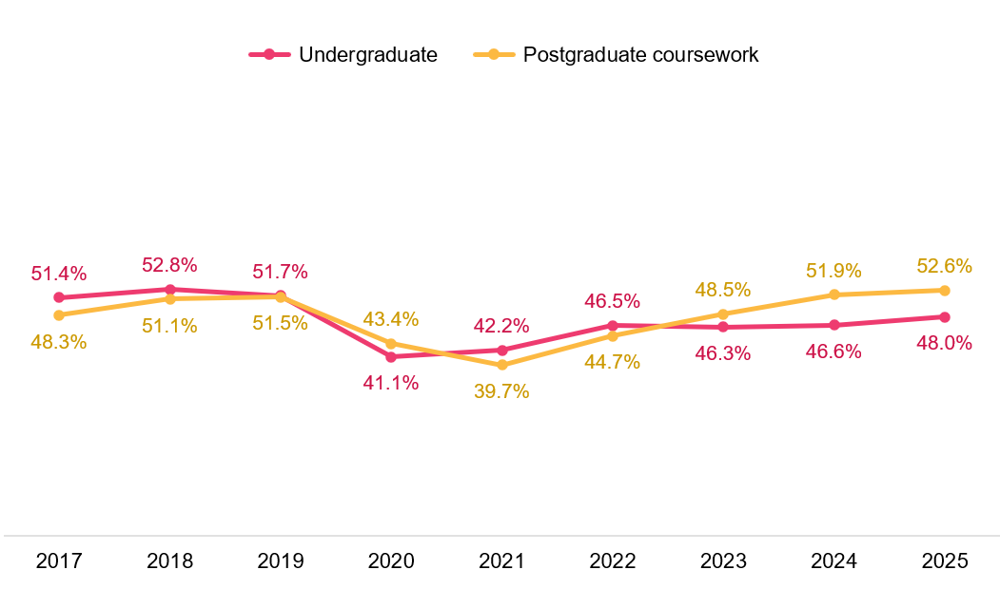 Undergraduate Postgraduate coursework
51.4% 52.8% 51.7% 43.4% 42.2% 46.5% 48.5% 51.9% 52.6%
48.3% 51.1% 51.5% 41.1% 39.7% 44.7% 46.3% 46.6% 48.0%
2017 2018 2019 2020 2021 2022 2023 2024 2025